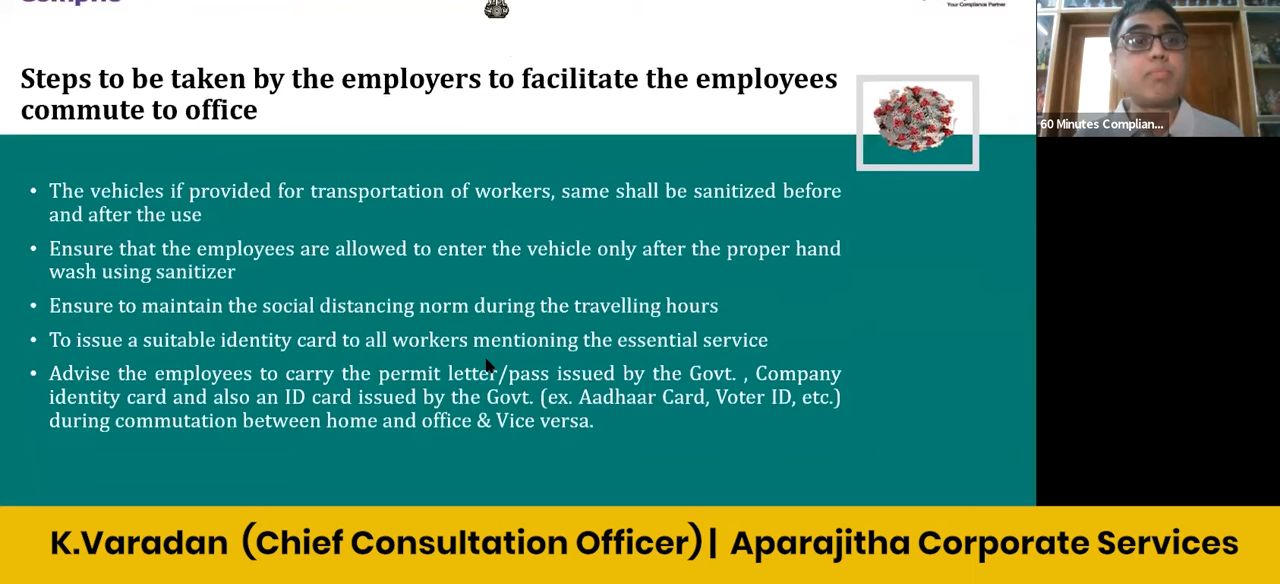 Your Compliance Partner
Steps to be taken by the employers to facilitate the employees
commute to office
60 Minutes Complian...
• The vehicles if provided for transportation of workers, same shall be sanitized before
and after the use
• Ensure that the employees are allowed to enter the vehicle only after the proper hand
wash using sanitizer
• Ensure to maintain the social distancing norm during the travelling hours
• To issue a suitable identity card to all workers mentioning the essential service
• Advise the employees to carry the permit letter/pass issued by the Govt. , Company
identity card and also an ID card issued by the Govt. (ex. Aadhaar Card, Voter ID, etc.)
during commutation between home and office & Vice versa.
K.Varadan (Chief Consultation Officer) | Aparajitha Corporate Services